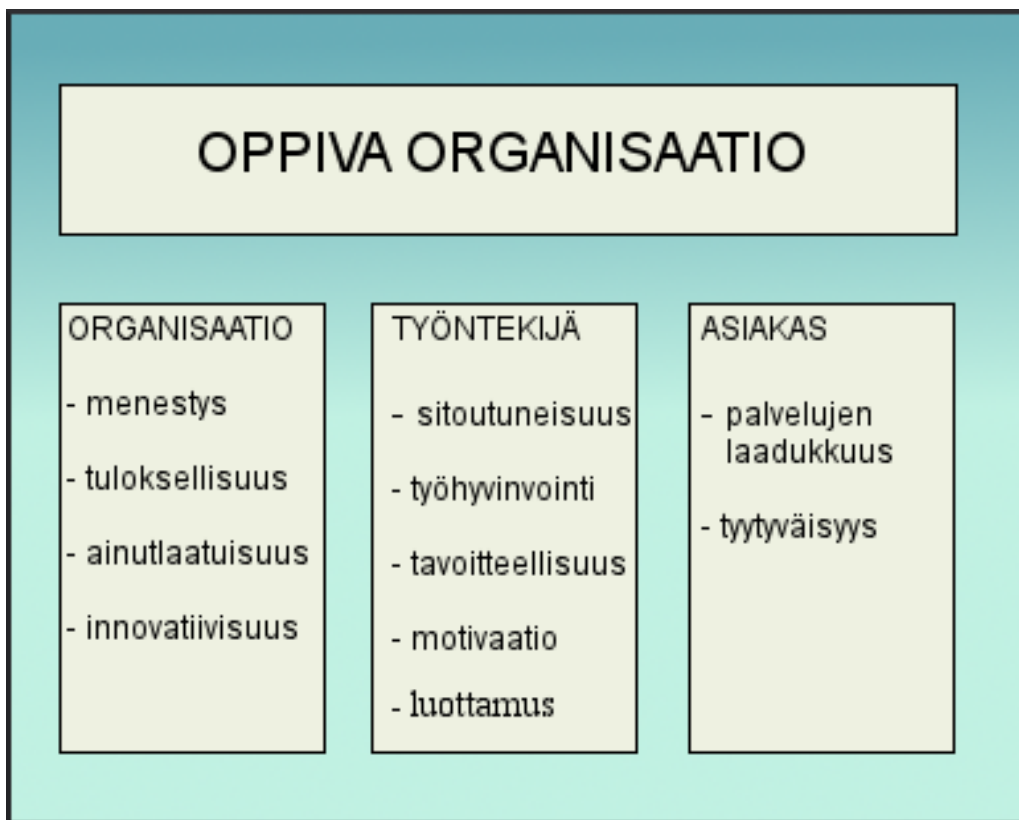 OPPIVA ORGANISAATIO
ORGANISAATIO
- menestys
- tuloksellisuus
- ainutlaatuisuus
- innovatiivisuus
TYÖNTEKIJÄ
- sitoutuneisuus
- työhyvinvointi
- tavoitteellisuus
- motivaatio
- luottamus
ASIAKAS
- palvelujen
laadukkuus
- tyytyväisyys